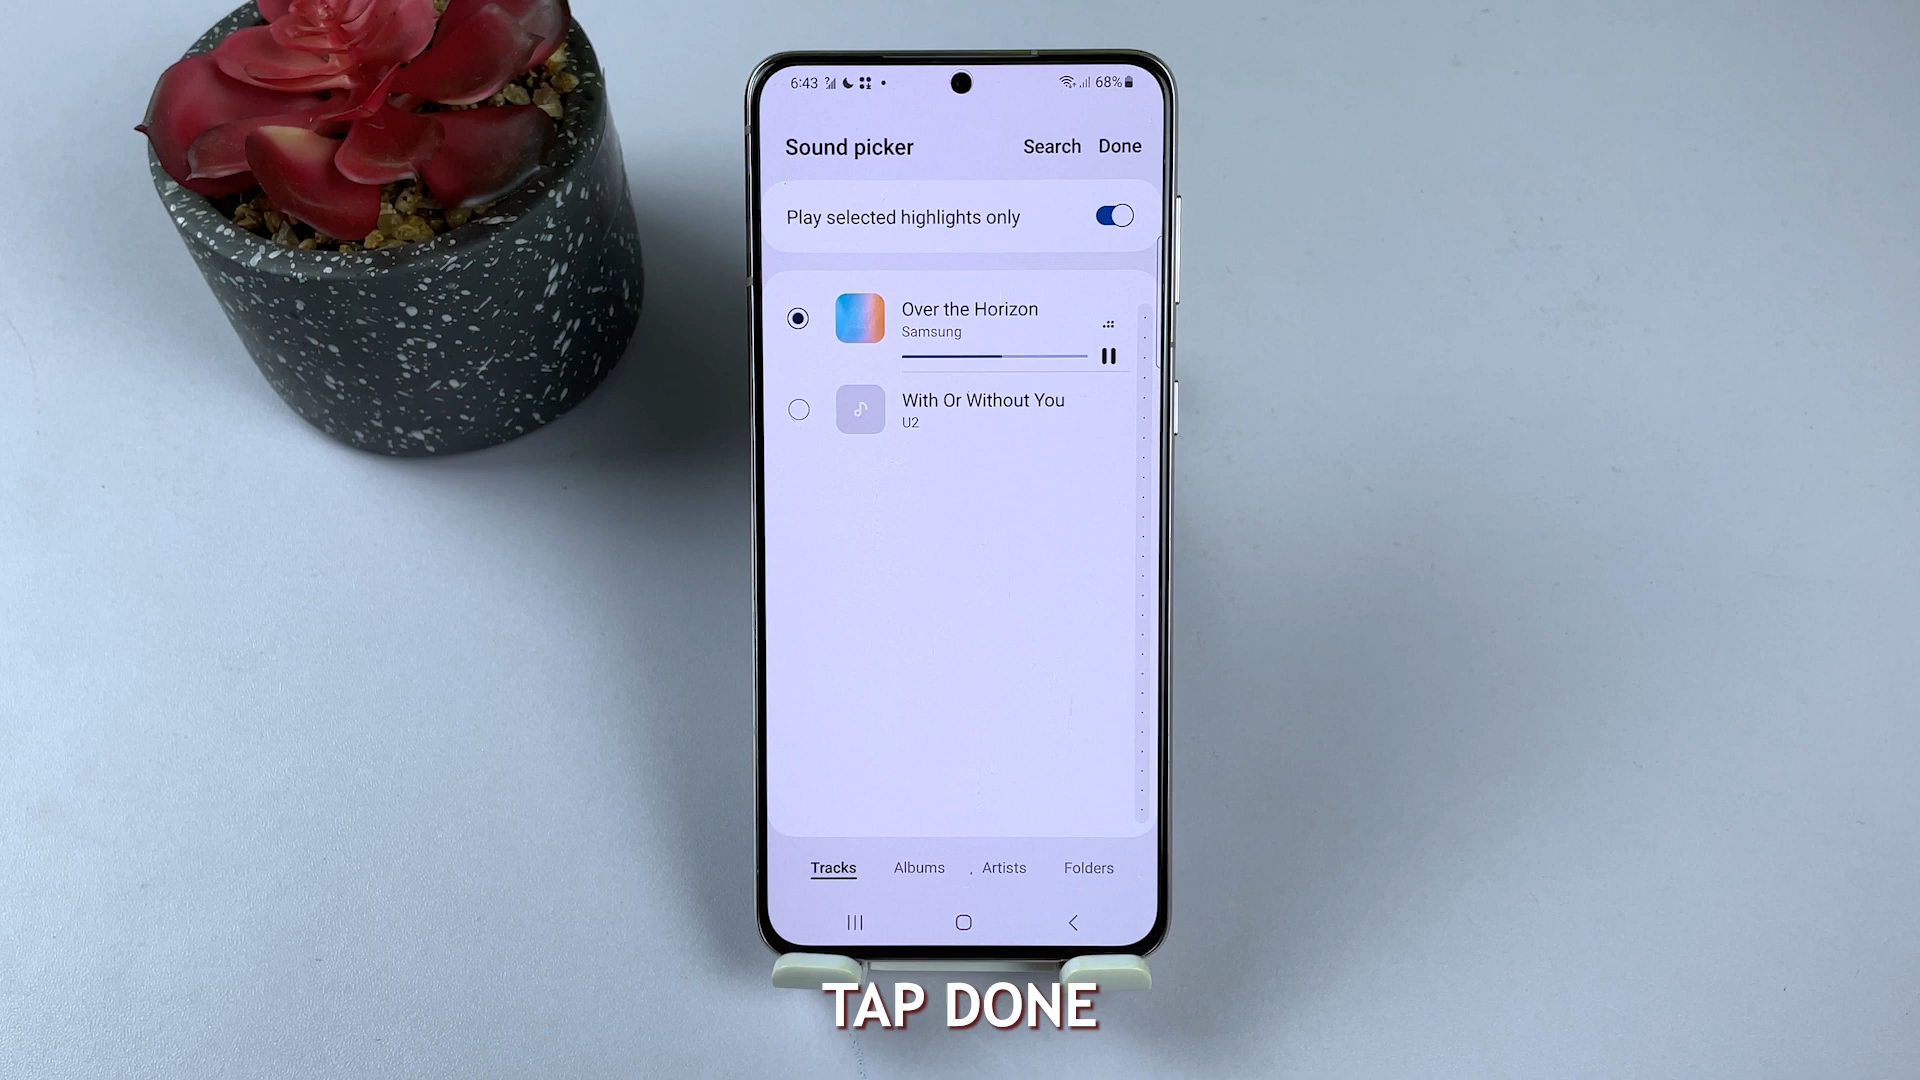 6:43
68%
Sound picker
Search Done
Play selected highlights only
Over the Horizon
Samsung
With Or Without You
U2
Tracks Albums Artists Folders
TAP DONE